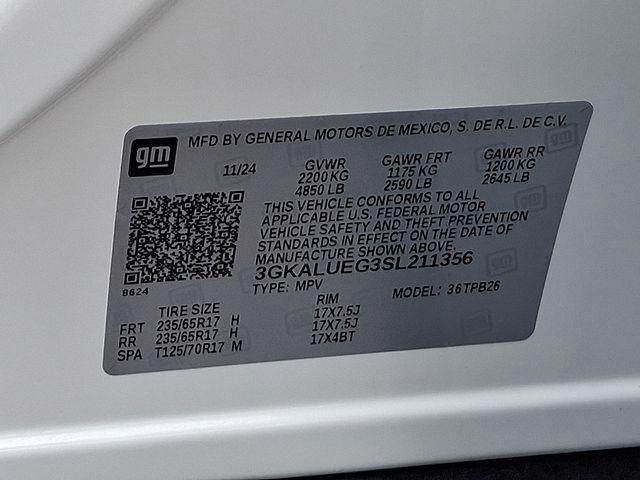 gm
MFD BY GENERAL MOTORS DE MEXICO, S. DE R.L. DE C.V.
11/24 GVWR GAWR FRT GAWR RR
2200 KG 1175 KG 1200 KG
4850 LB 2590 LB 2645 LB
THIS VEHICLE CONFORMS TO ALL
APPLICABLE U.S. FEDERAL MOTOR
VEHICLE SAFETY AND THEFT PREVENTION
STANDARDS IN EFFECT ON THE DATE OF
MANUFACTURE SHOWN ABOVE.
3GKALUEG3SL211356
8624
TYPE: MPV MODEL: 36TPB26
TIRE SIZE RIM
FRT 235/65R17 H 17X7.5J
RR 235/65R17 H 17X7.5J
SPA T125/70R17 M 17X4BT